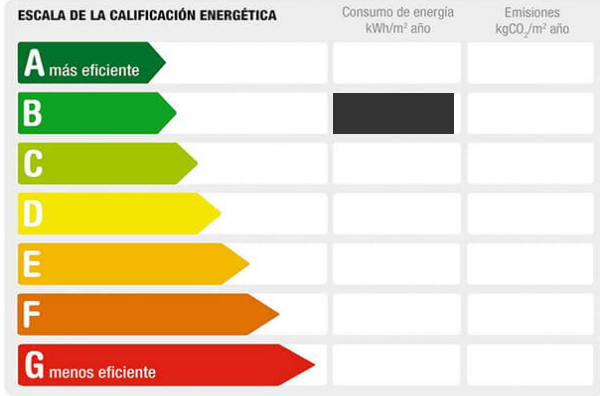 ESCALA DE LA CALIFICACIÓN ENERGÉTICA
Consumo de energía
kWh/m² año
Emisiones
kgCO₂/m² año
A más eficiente
B
C
D
E
F
G menos eficiente